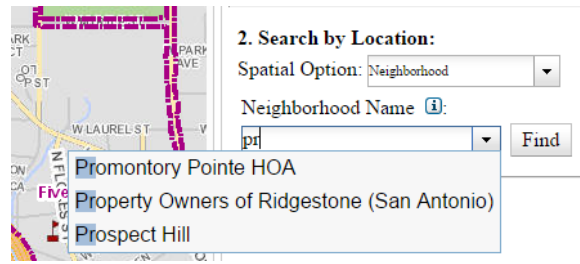 PARK
AVE
W LAUREL ST
N FLORES ST
Five
2. Search by Location:
Spatial Option: Neighborhood
Neighborhood Name i:
pr
Find
Promontory Pointe HOA
Property Owners of Ridgestone (San Antonio)
Prospect Hill